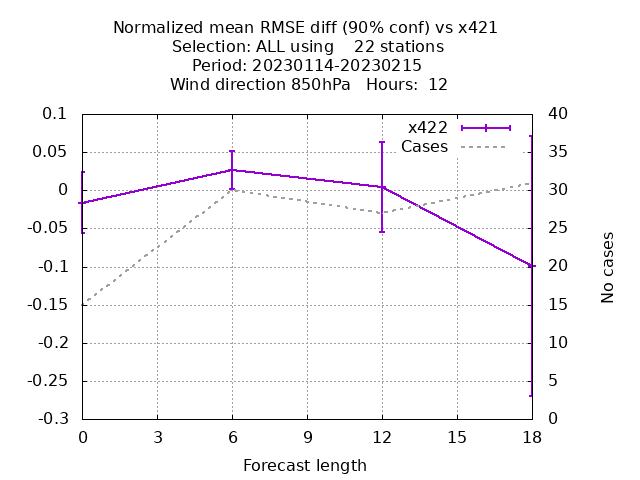 Normalized mean RMSE diff (90% conf) vs x421
Selection: ALL using    22 stations
Period: 20230114-20230215
Wind direction 850hPa   Hours:  12
x422
Cases
0.1
0.05
0
-0.05
-0.1
-0.15
-0.2
-0.25
-0.3
40
35
30
25
20
15
10
5
0
No cases
0 3 6 9 12 15 18
Forecast length